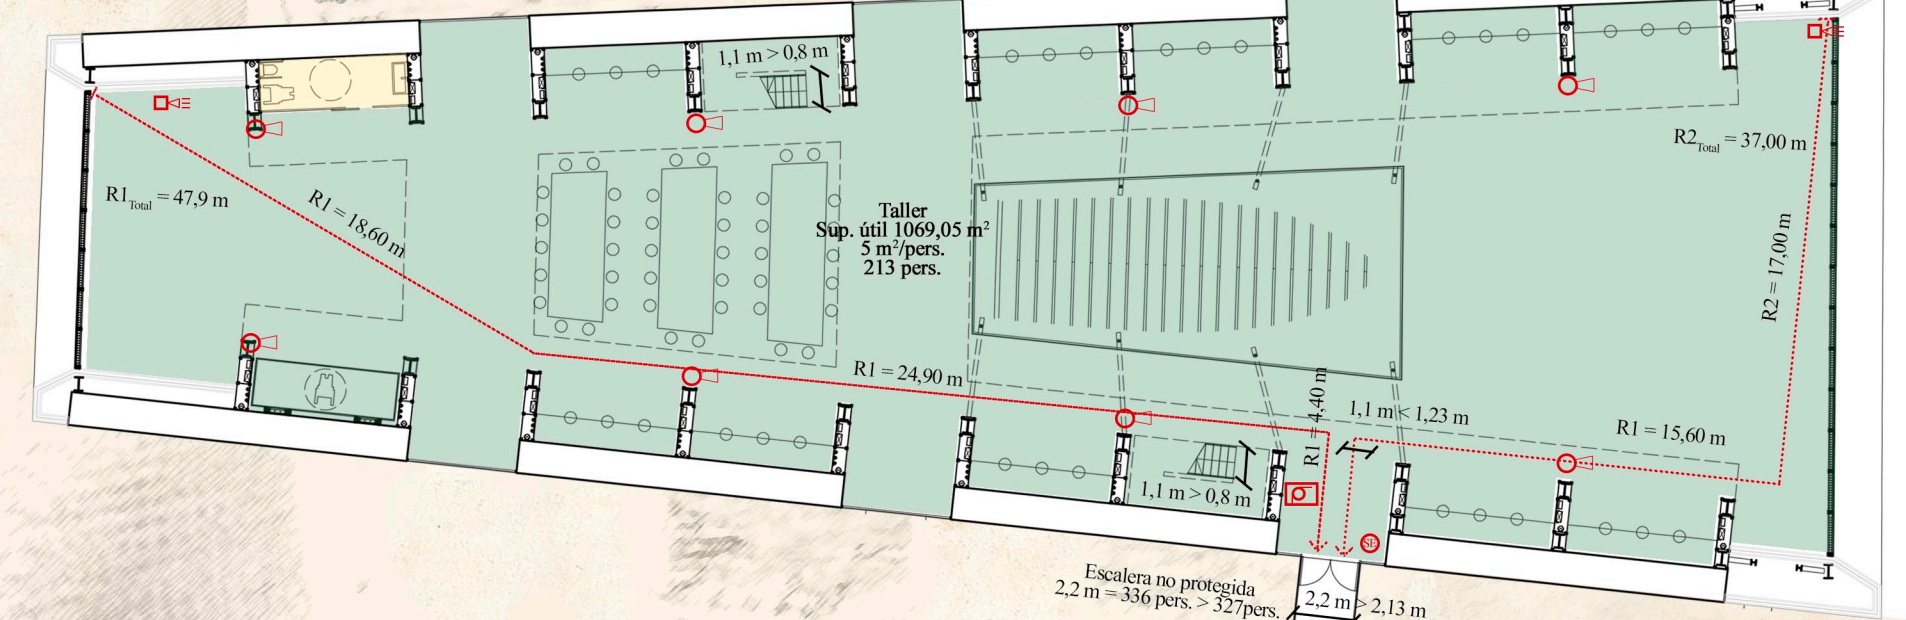 1,1 m > 0,8 m
R2Total = 37,00 m
R1Total = 47,9 m
R1 = 18,60 m
Taller
Sup. útil 1069,05 m²
5 m²/pers.
213 pers.
R2 = 17,00 m
R1 = 24,90 m
R1 = 4,40 m
1,1 m < 1,23 m
R1 = 15,60 m
1,1 m > 0,8 m
SE
Escalera no protegida
2,2 m = 336 pers. > 327pers.
2,2 m > 2,13 m